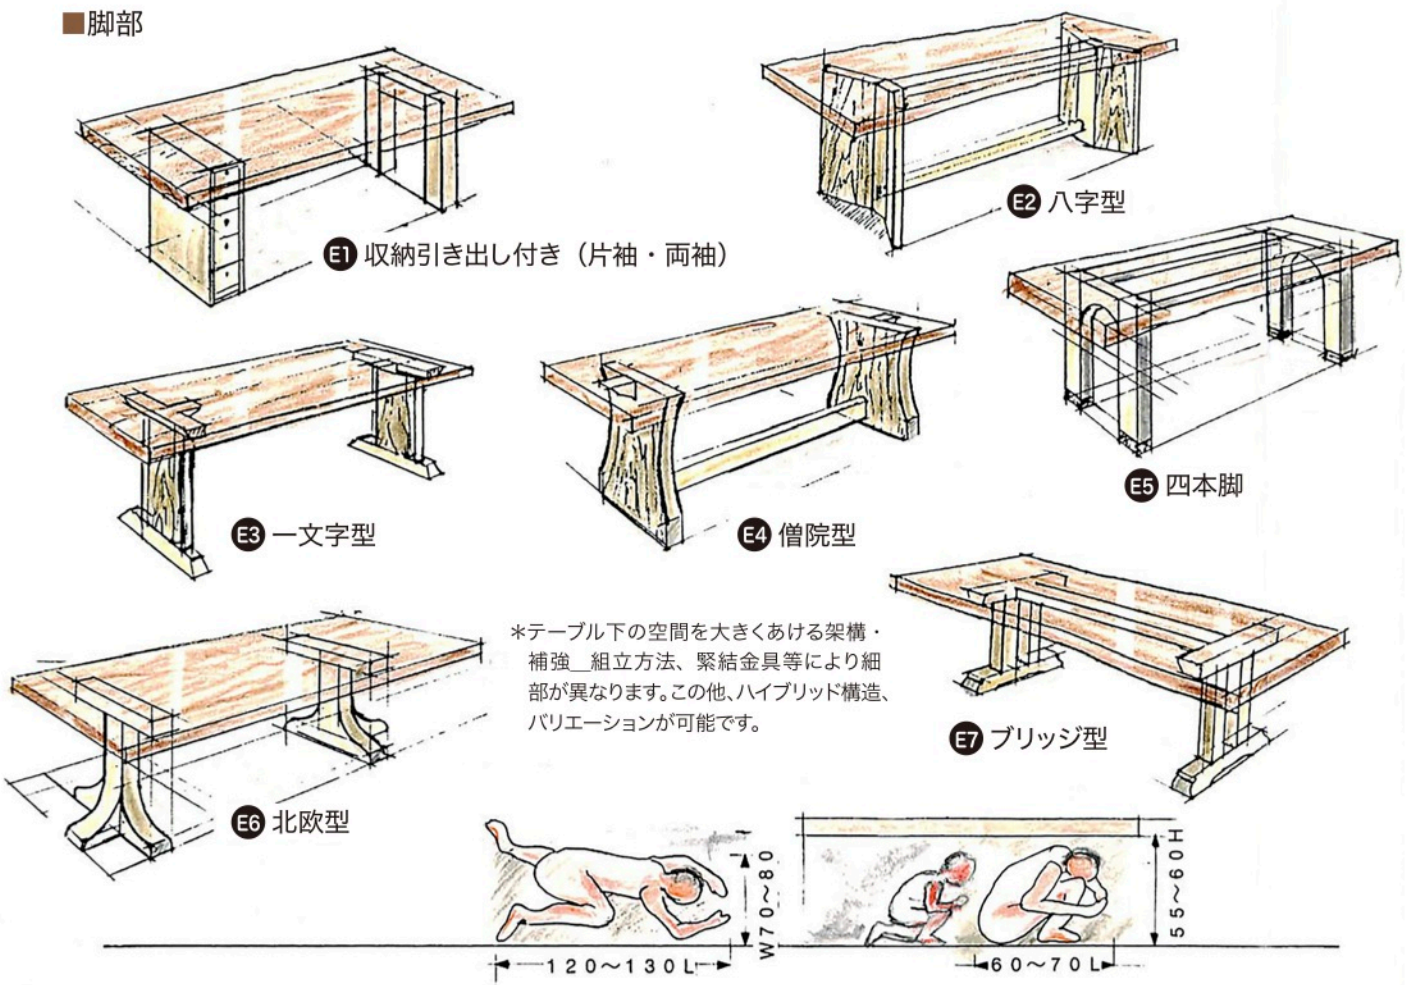 ■脚部
E1 収納引き出し付き（片袖・両袖）
E2 八字型
E3 一文字型
E4 僧院型
E5 四本脚
＊テーブル下の空間を大きくあける架構・
補強＿組立方法、緊結金具等により細
部が異なります。この他、ハイブリッド構造、
バリエーションが可能です。
E6 北欧型
E7 ブリッジ型
W70～80
120～130L
55～60H
60～70L